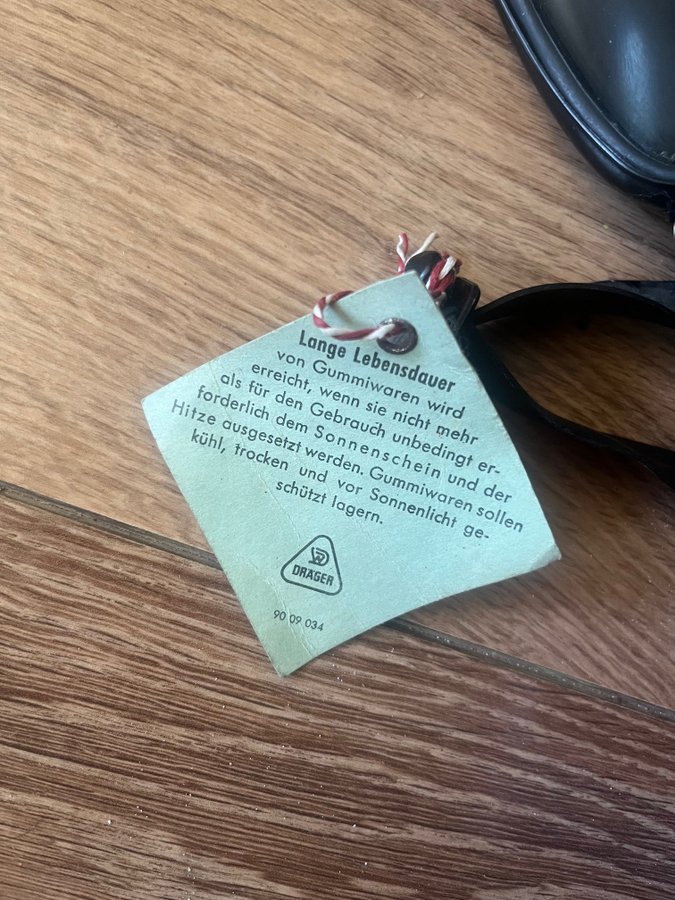 Lange Lebensdauer
von Gummiwaren wird
erreicht, wenn sie nicht mehr
als für den Gebrauch unbedingt er-
forderlich dem Sonnenschein und der
Hitze ausgesetzt werden. Gummiwaren sollen
kühl, trocken und vor Sonnenlicht ge-
schützt lagern.
DRÄGER
90 09 034